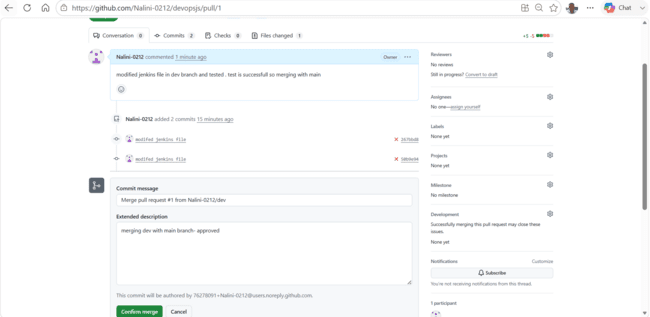 https://github.com/Nalini-0212/devopsjs/pull/1
Chat
Conversation 0
Commits 2
Checks 0
Files changed 1
Nalini-0212 commented 1 minute ago
Owner
modified jenkins file in dev branch and tested , test is successfull so merging with main
Nalini-0212 added 2 commits 15 minutes ago
modifed jenkins file
modifed jenkins file
Commit message
Merge pull request #1 from Nalini-0212/dev
Extended description
merging dev with main branch- approved
This commit will be authored by 76278091+Nalini-0212@users.noreply.github.com.
Confirm merge
Cancel
Reviewers
No reviews
Still in progress? Convert to draft
Assignees
No one—assign yourself
Labels
None yet
Projects
None yet
Milestone
No milestone
Development
Successfully merging this pull request may close these
issues.
None yet
Notifications
Customize
Subscribe
You're not receiving notifications from this thread.
1 participant